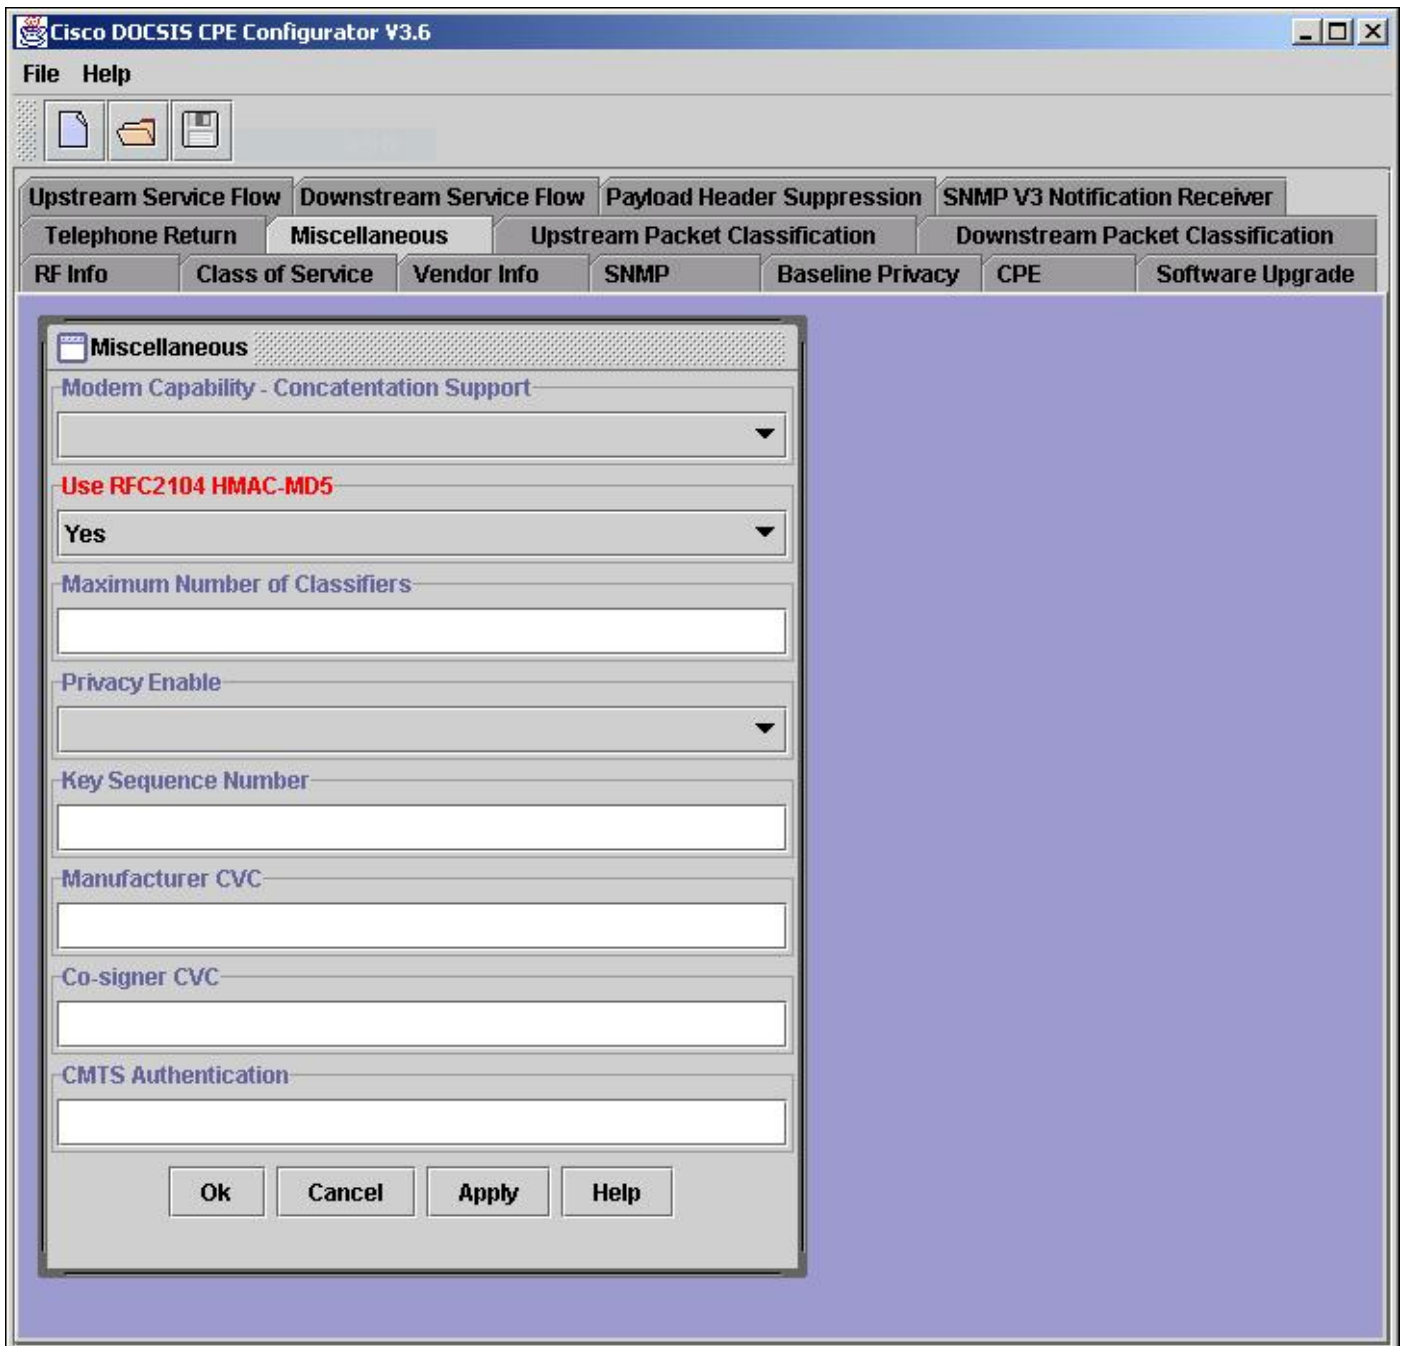 Cisco DOCSIS CPE Configurator V3.6
File Help
Upstream Service Flow Downstream Service Flow Payload Header Suppression SNMP V3 Notification Receiver
Telephone Return Miscellaneous Upstream Packet Classification Downstream Packet Classification
RF Info Class of Service Vendor Info SNMP Baseline Privacy CPE Software Upgrade
Miscellaneous
Modem Capability - Concatentation Support
Use RFC2104 HMAC-MD5
Yes
Maximum Number of Classifiers
Privacy Enable
Key Sequence Number
Manufacturer CVC
Co-signer CVC
CMTS Authentication
Ok Cancel Apply Help